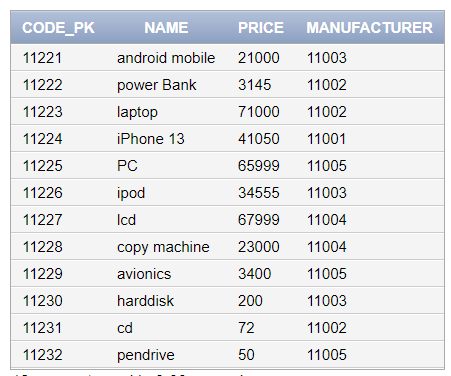 CODE_PK NAME PRICE MANUFACTURER
11221 android mobile 21000 11003
11222 power Bank 3145 11002
11223 laptop 71000 11002
11224 iPhone 13 41050 11001
11225 PC 65999 11005
11226 ipod 34555 11003
11227 lcd 67999 11004
11228 copy machine 23000 11004
11229 avionics 3400 11005
11230 harddisk 200 11003
11231 cd 72 11002
11232 pendrive 50 11005